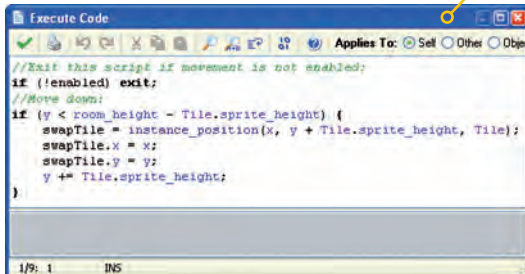 Execute Code
Applies To: Self Other Obje
//Exit this script if movement is not enabled:
if (!enabled) exit;
//Move down:
if (y < room_height - Tile.sprite_height) {
swapTile = instance_position(x, y + Tile.sprite_height, Tile);
swapTile.x = x;
swapTile.y = y;
y += Tile.sprite_height;
}
1/9: 1 INS